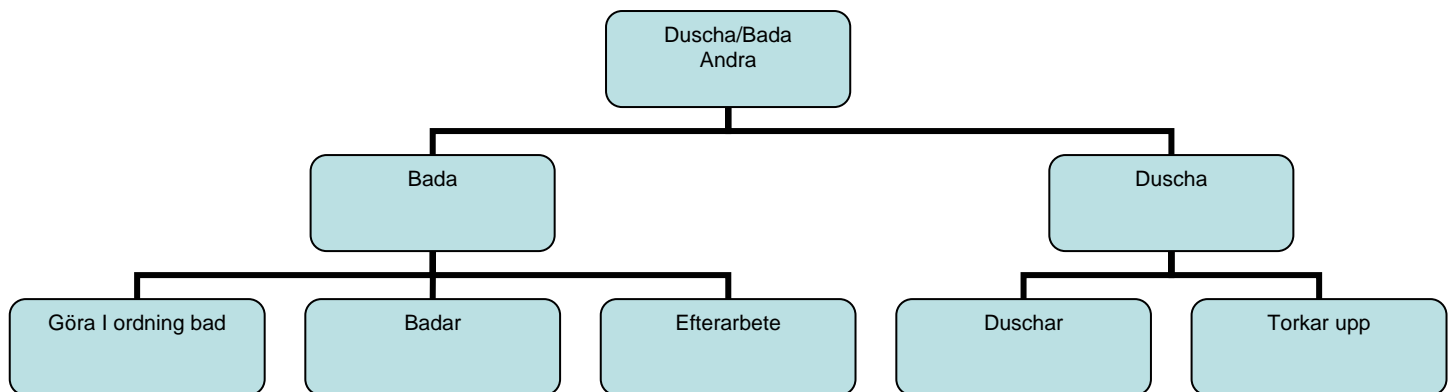 Duscha/Bada
Andra
Bada
Duscha
Göra I ordning bad
Badar
Efterarbete
Duschar
Torkar upp